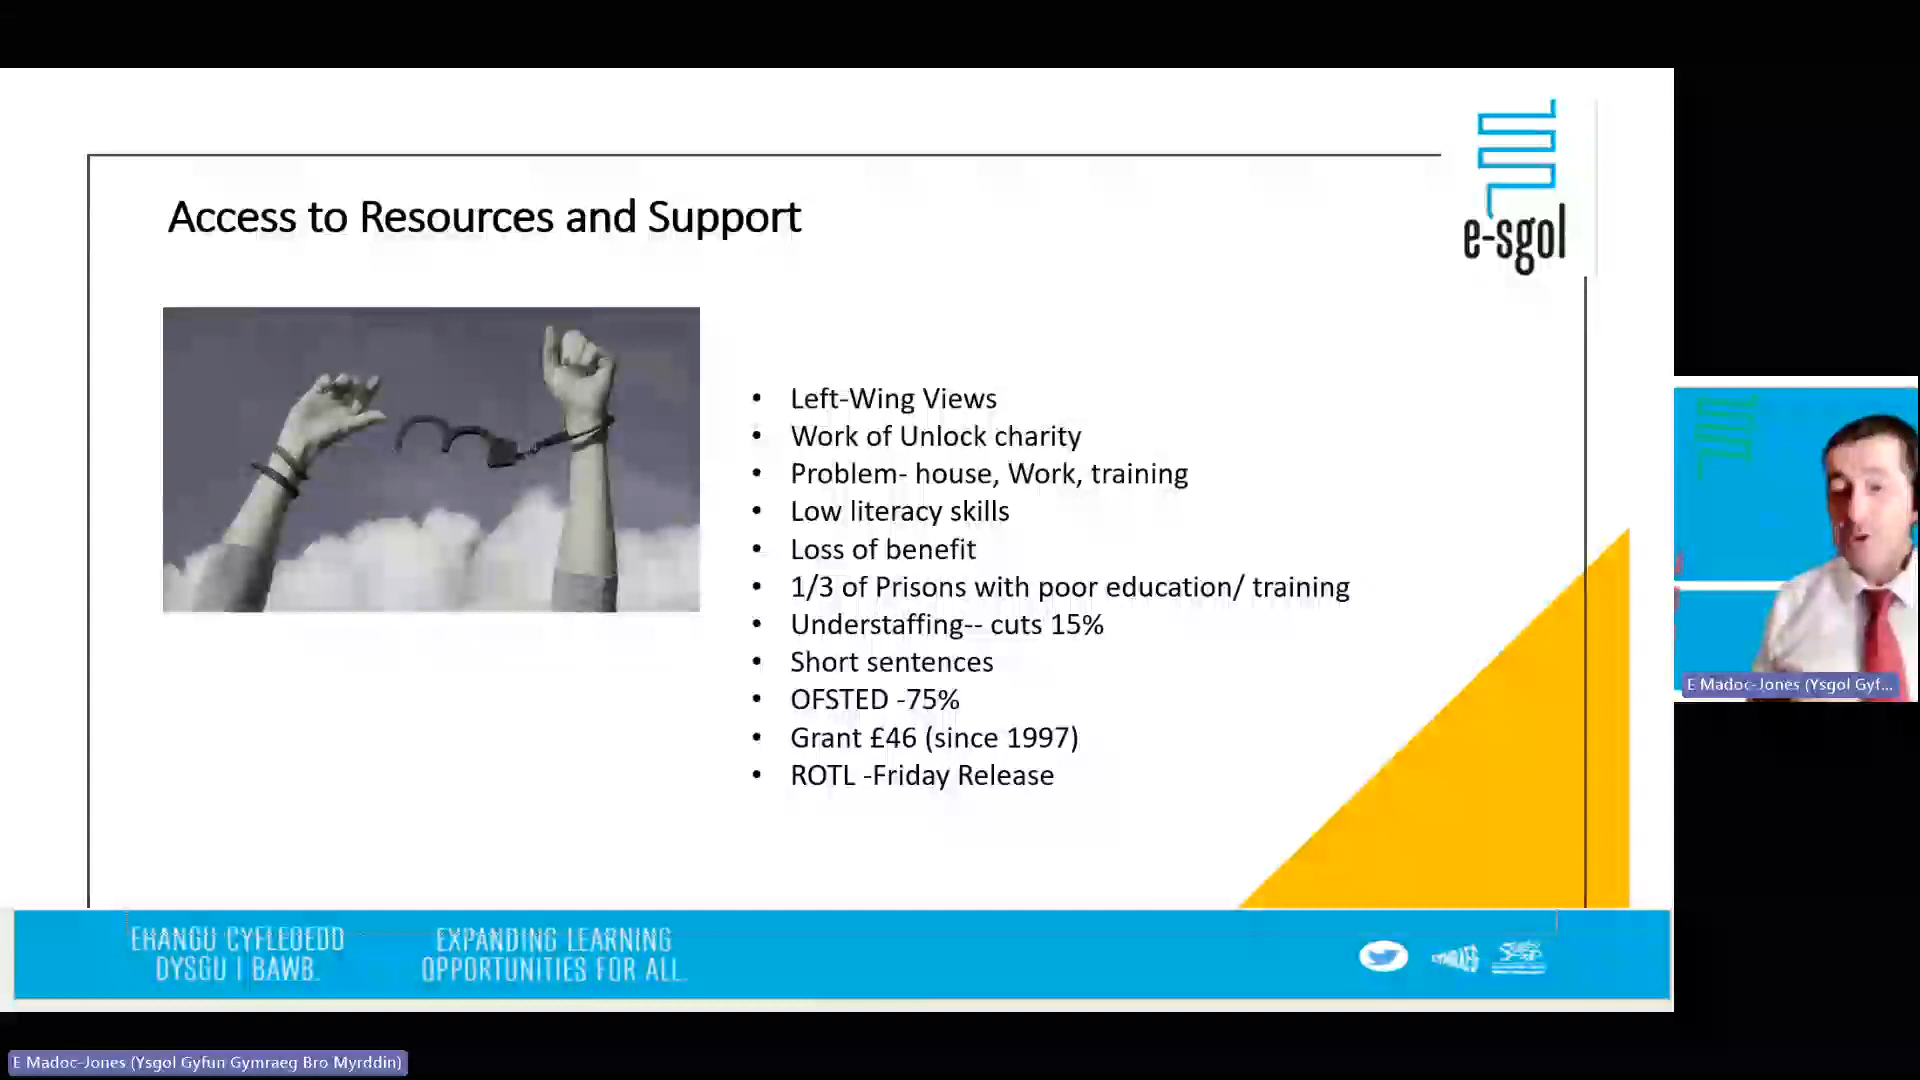 e-sgol
Access to Resources and Support
• Left-Wing Views
• Work of Unlock charity
• Problem- house, Work, training
• Low literacy skills
• Loss of benefit
• 1/3 of Prisons with poor education/ training
• Understaffing-- cuts 15%
• Short sentences
• OFSTED -75%
• Grant £46 (since 1997)
• ROTL -Friday Release
E Madoc-Jones (Ysgol Gyf...
EHANGU CYFLEOEDD
DYSGU I BAWB.
EXPANDING LEARNING
OPPORTUNITIES FOR ALL.
E Madoc-Jones (Ysgol Gyfun Gymraeg Bro Myrddin)